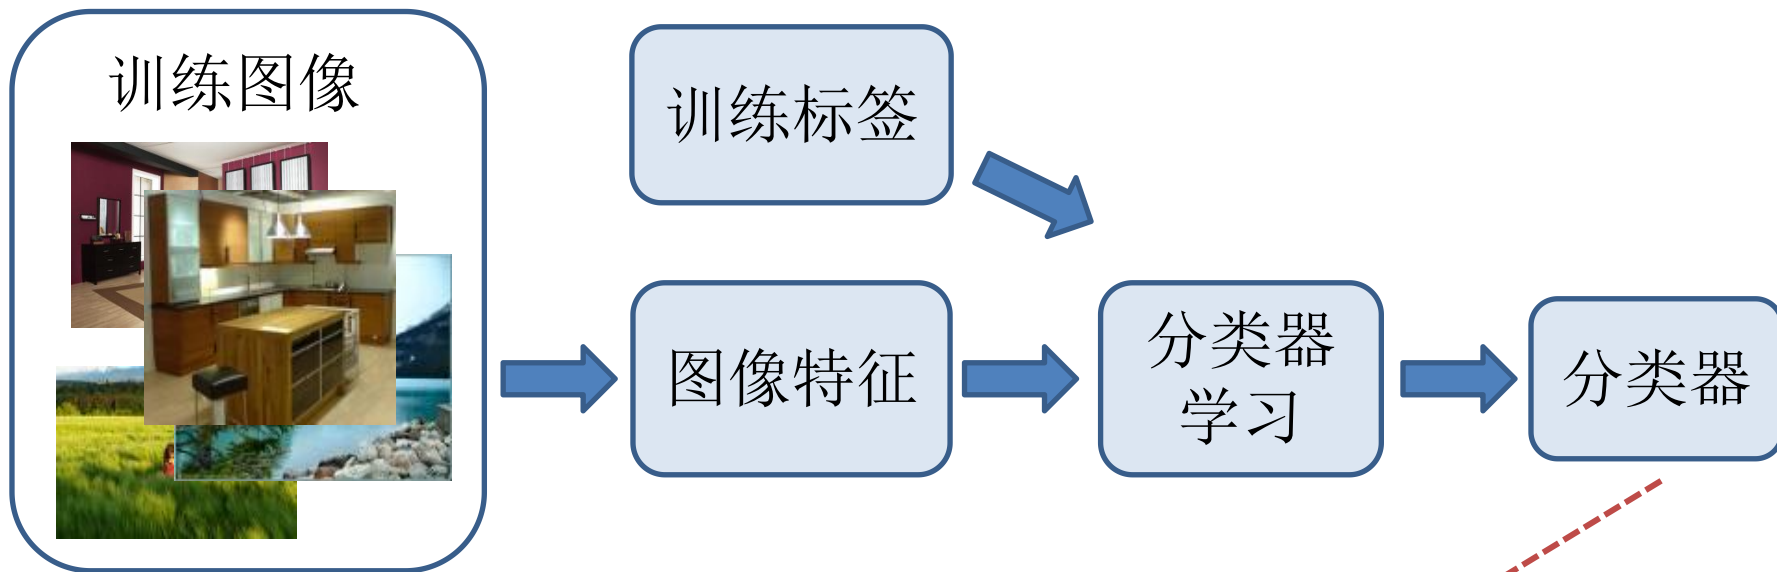 训练图像
训练标签
图像特征
分类器
学习
分类器